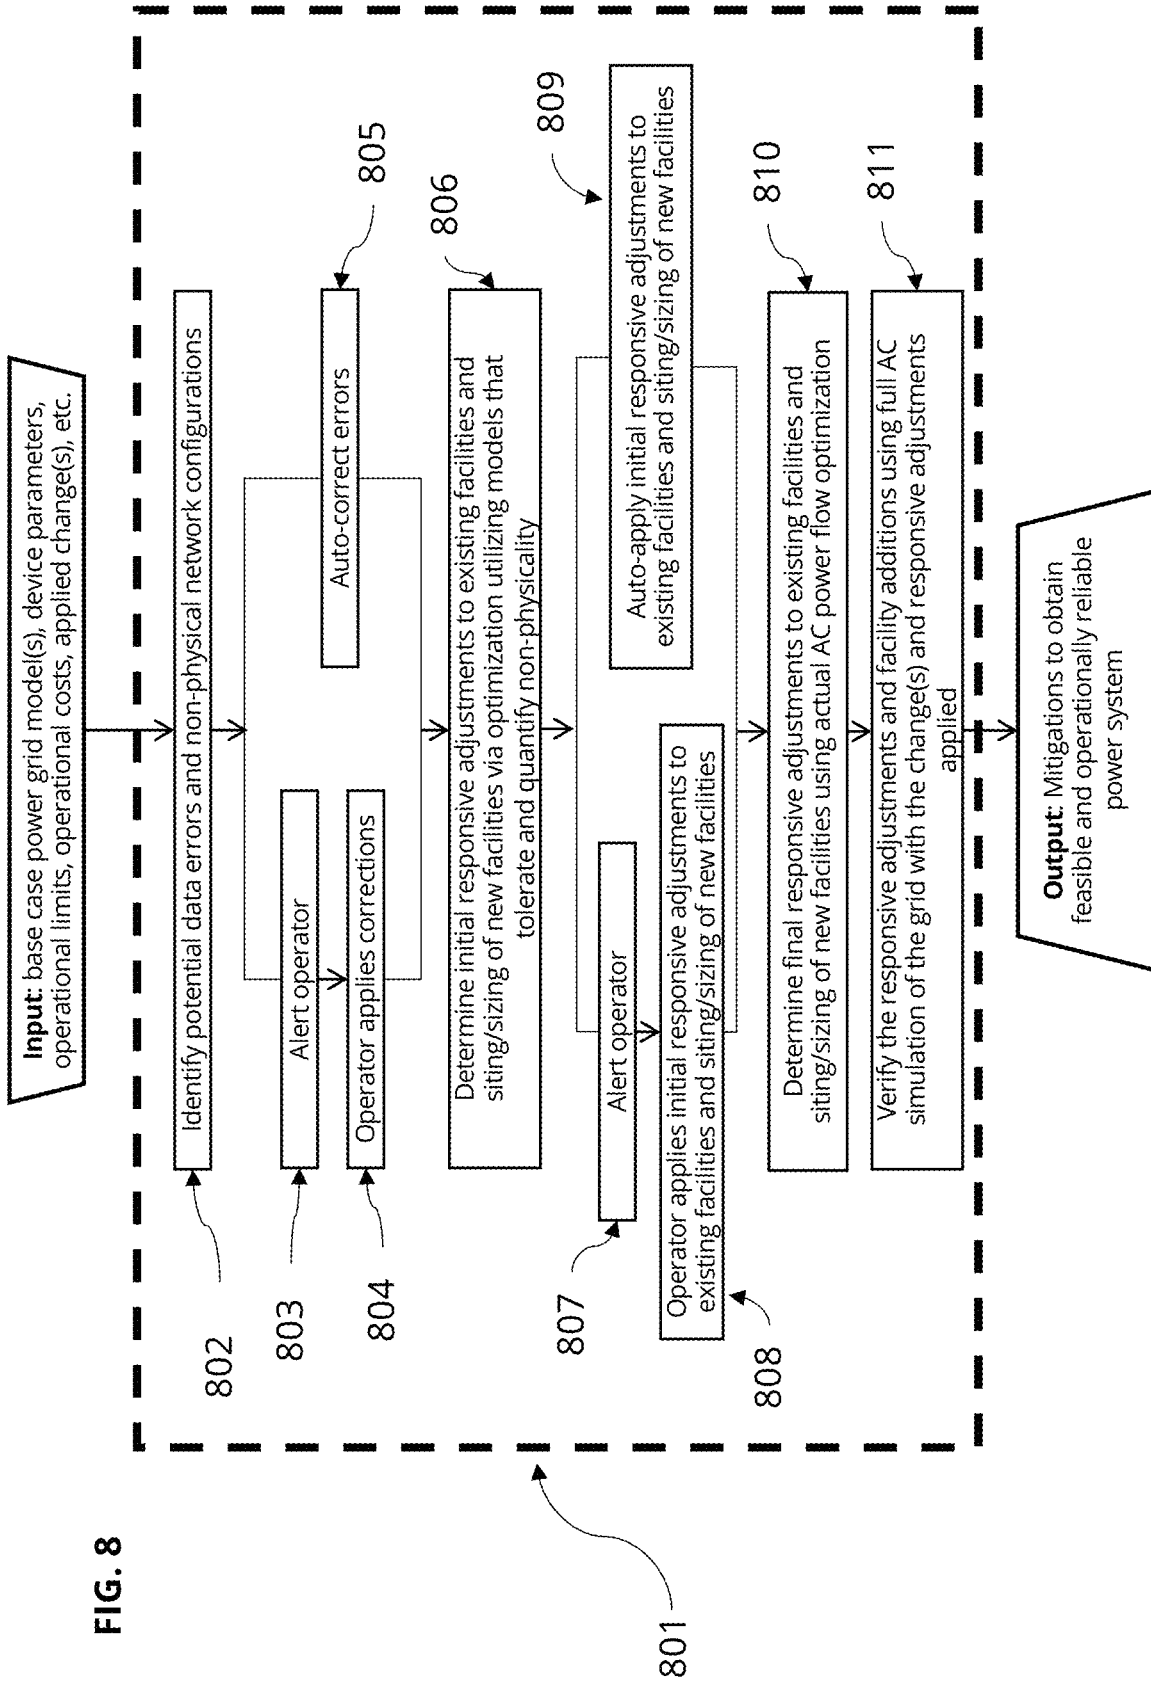 FIG. 8
Input: base case power grid model(s), device parameters,
operational limits, operational costs, applied change(s), etc.
801
802
Identify potential data errors and non-physical network configurations
803
Alert operator
804
Operator applies corrections
805
Auto-correct errors
806
Determine initial responsive adjustments to existing facilities and
siting/sizing of new facilities via optimization utilizing models that
tolerate and quantify non-physicality
807
Alert operator
808
Operator applies initial responsive adjustments to
existing facilities and siting/sizing of new facilities
809
Auto-apply initial responsive adjustments to
existing facilities and siting/sizing of new facilities
810
Determine final responsive adjustments to existing facilities and
siting/sizing of new facilities using actual AC power flow optimization
811
Verify the responsive adjustments and facility additions using full AC
simulation of the grid with the change(s) and responsive adjustments
applied
Output: Mitigations to obtain
feasible and operationally reliable
power system